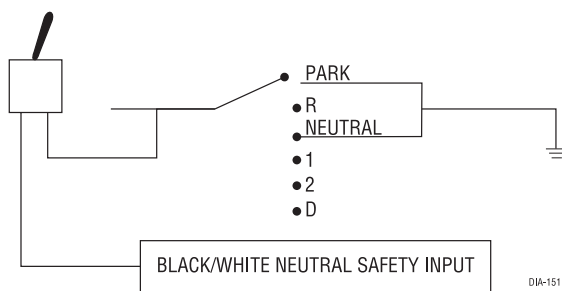 PARK
R
NEUTRAL
1
2
D
BLACK/WHITE NEUTRAL SAFETY INPUT
DIA-151